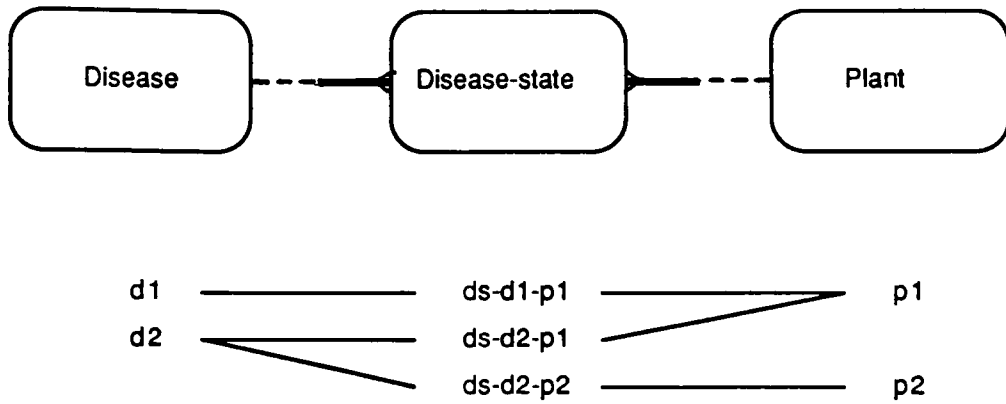 Disease Disease-state Plant
d1 ds-d1-p1 p1
d2 ds-d2-p1
ds-d2-p2 p2